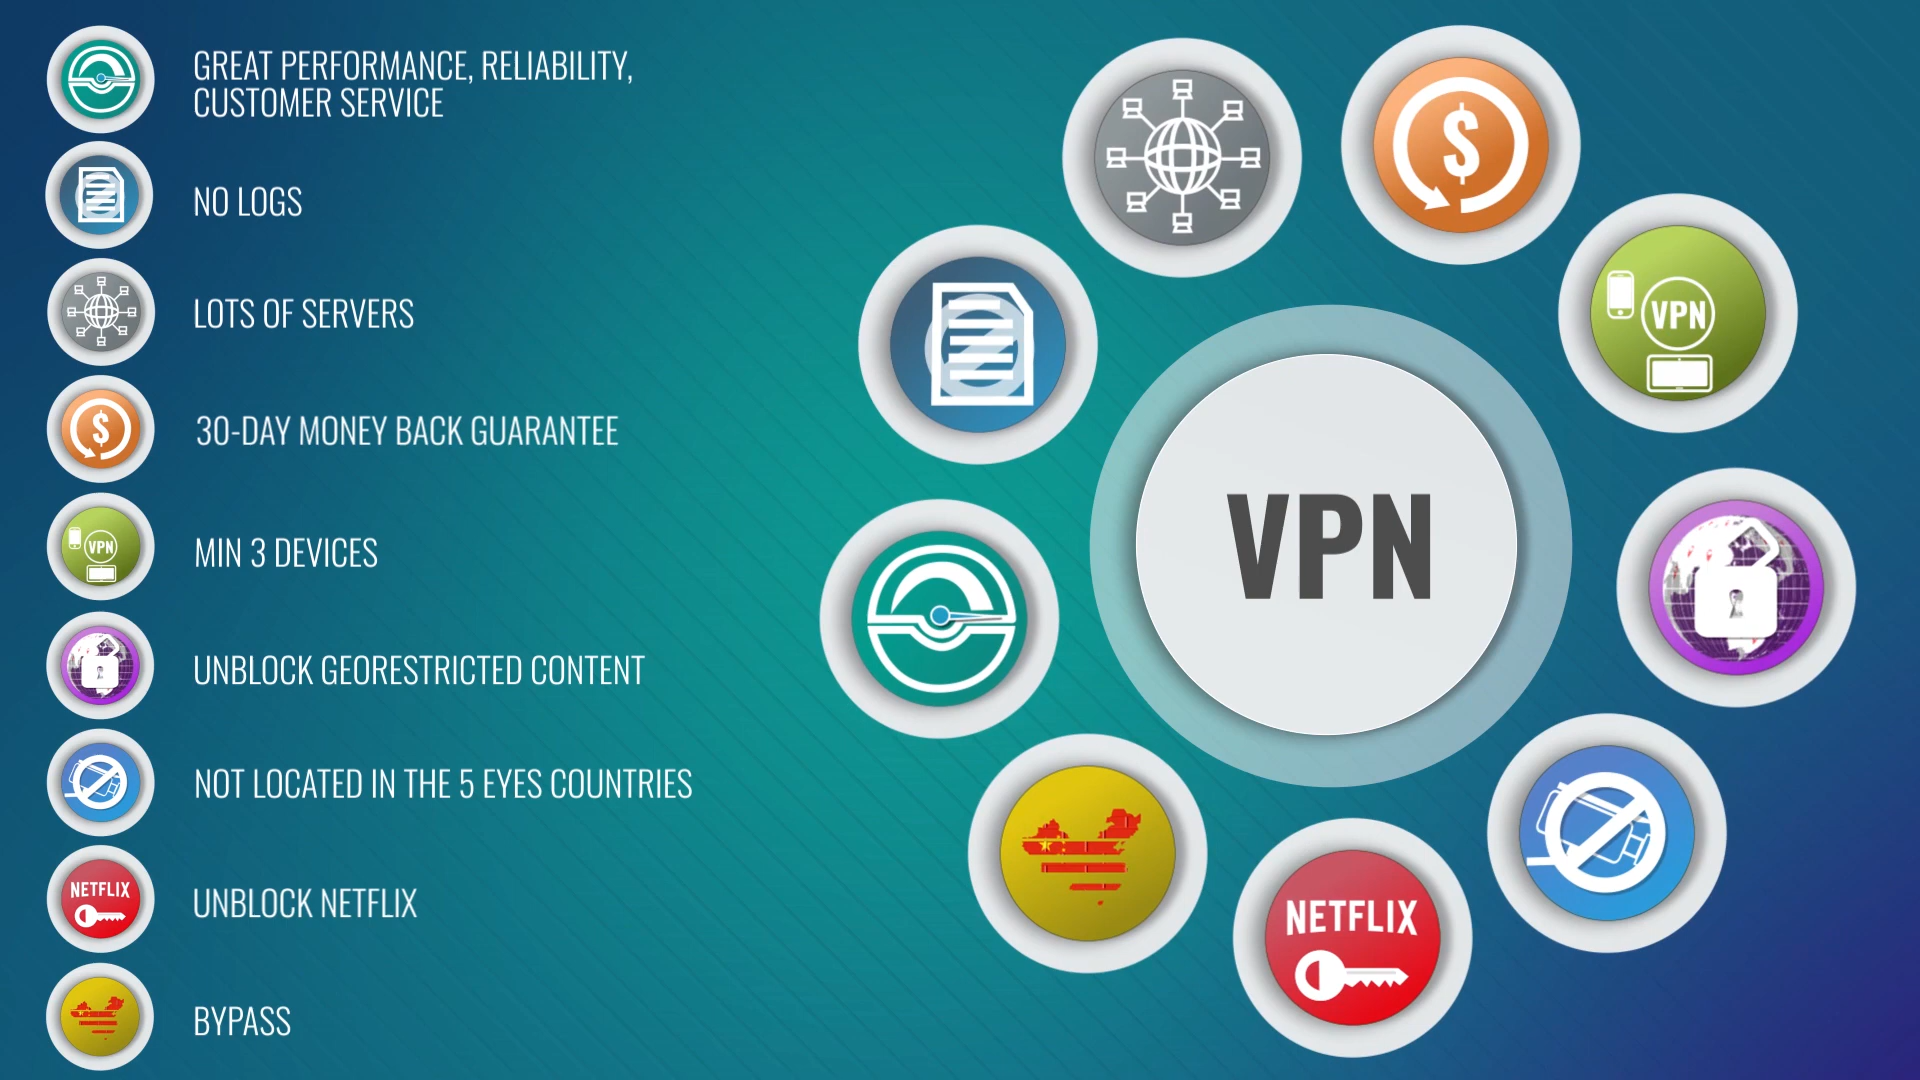 GREAT PERFORMANCE, RELIABILITY,
CUSTOMER SERVICE
NO LOGS
LOTS OF SERVERS
$
30-DAY MONEY BACK GUARANTEE
VPN
MIN 3 DEVICES
UNBLOCK GEORESTRICTED CONTENT
NOT LOCATED IN THE 5 EYES COUNTRIES
NETFLIX
UNBLOCK NETFLIX
BYPASS
$
VPN
VPN
NETFLIX